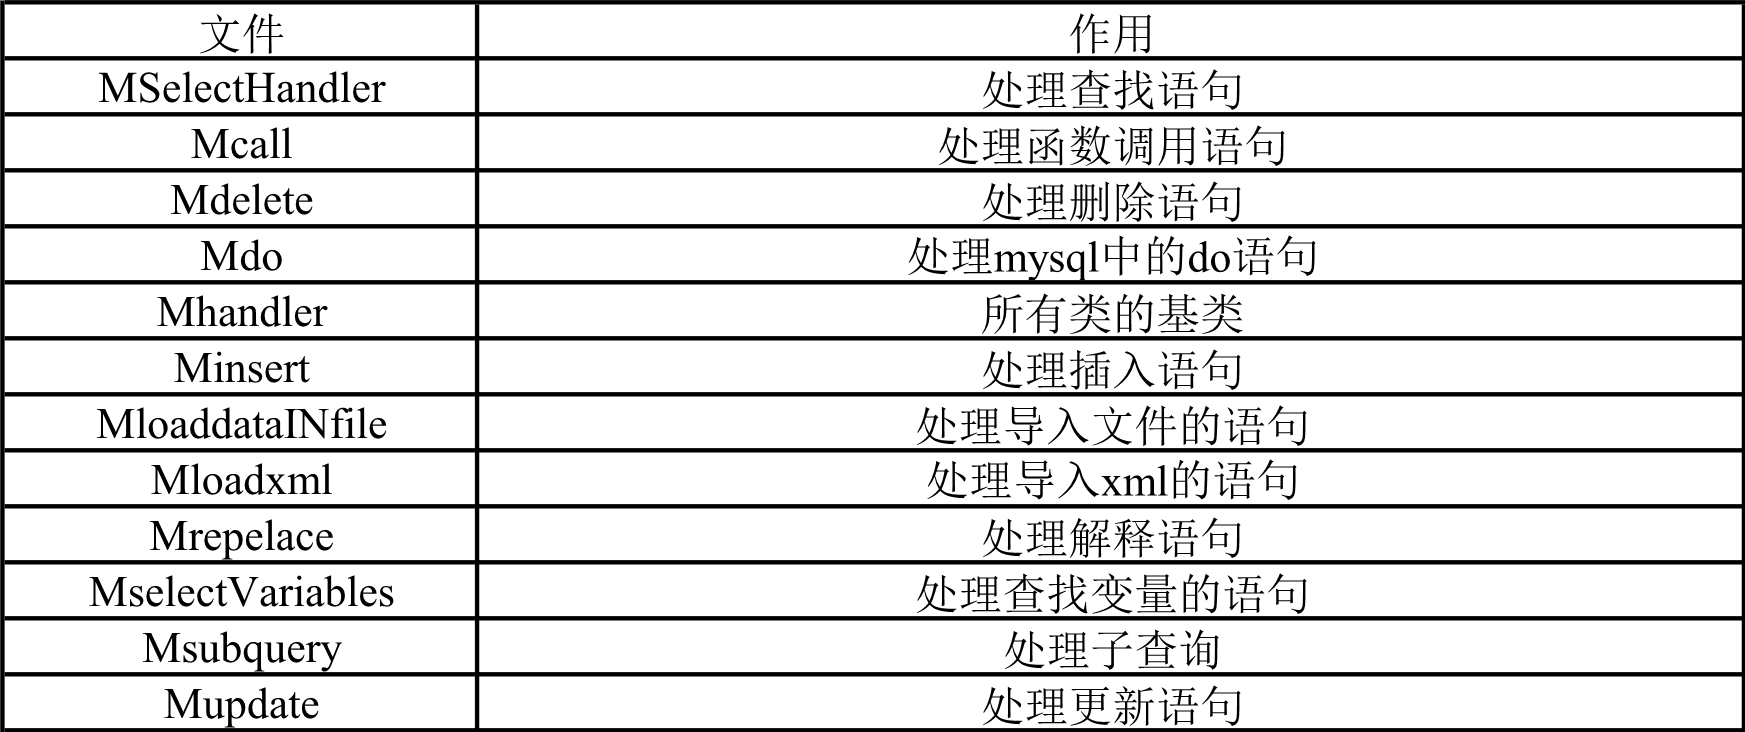 文件 作用
MSelectHandler 处理查找语句
Mcall 处理函数调用语句
Mdelete 处理删除语句
Mdo 处理mysql中的do语句
Mhandler 所有类的基类
Minsert 处理插入语句
MloaddataINfile 处理导入文件的语句
Mloadxml 处理导入xml的语句
Mrepelace 处理解释语句
MselectVariables 处理查找变量的语句
Msubquery 处理子查询
Mupdate 处理更新语句